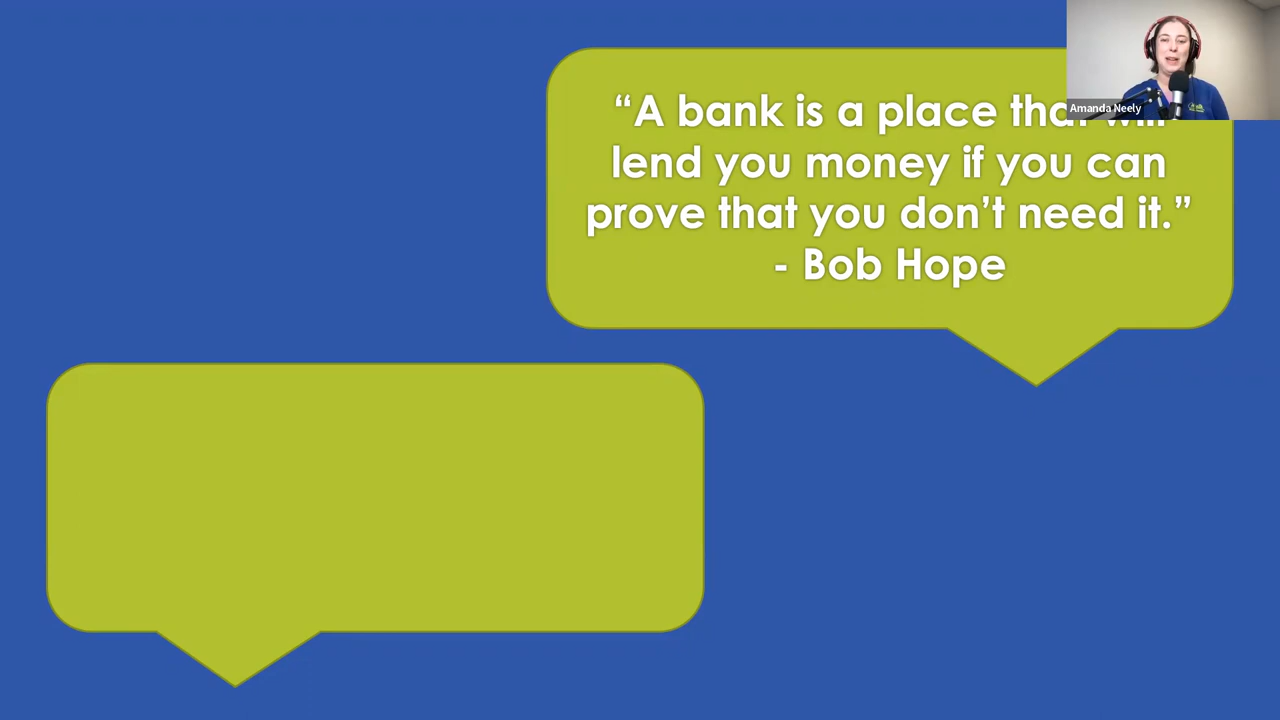 “A bank is a place that will
lend you money if you can
prove that you don’t need it.”
- Bob Hope
Amanda Neely